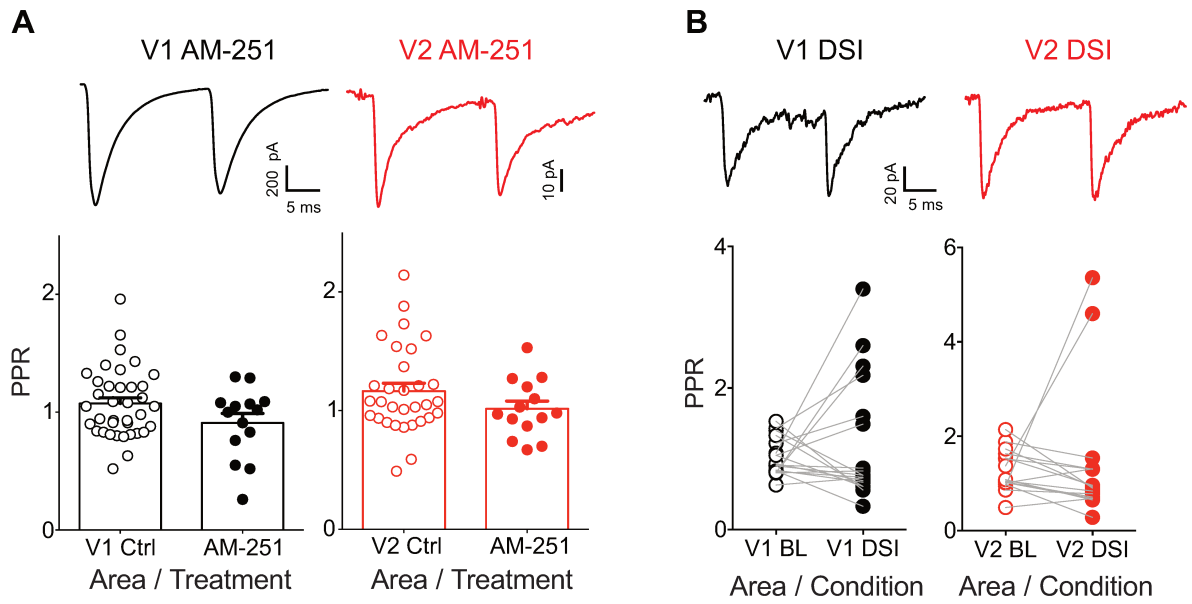 A
V1 AM-251
V2 AM-251
200 pA
5 ms
10 pA
PPR
2
1
0
V1 Ctrl
AM-251
Area / Treatment
2
1
0
V2 Ctrl
AM-251
Area / Treatment
B
V1 DSI
V2 DSI
20 pA
5 ms
PPR
4
2
0
V1 BL
V1 DSI
Area / Condition
6
4
2
0
V2 BL
V2 DSI
Area / Condition